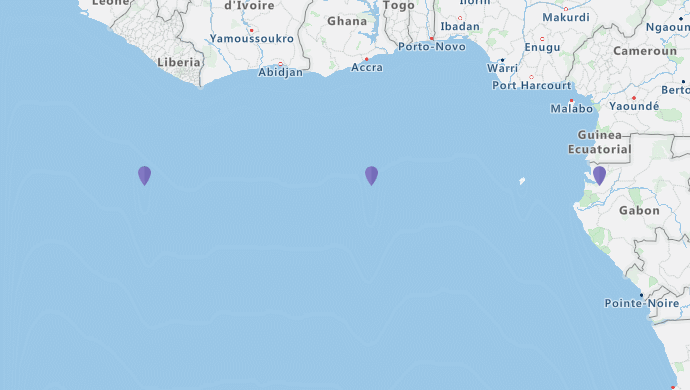 Leone
d'Ivoire
Ghana
Togo
Ilorin
Ibadan
Makurdi
Ngaoun
Yamoussoukro
Porto-Novo
Enugu
Cameroun
Liberia
Abidjan
Accra
Warri
Port Harcourt
Berto
Malabo
Yaoundé
Guinea
Ecuatorial
Gabon
Pointe-Noire